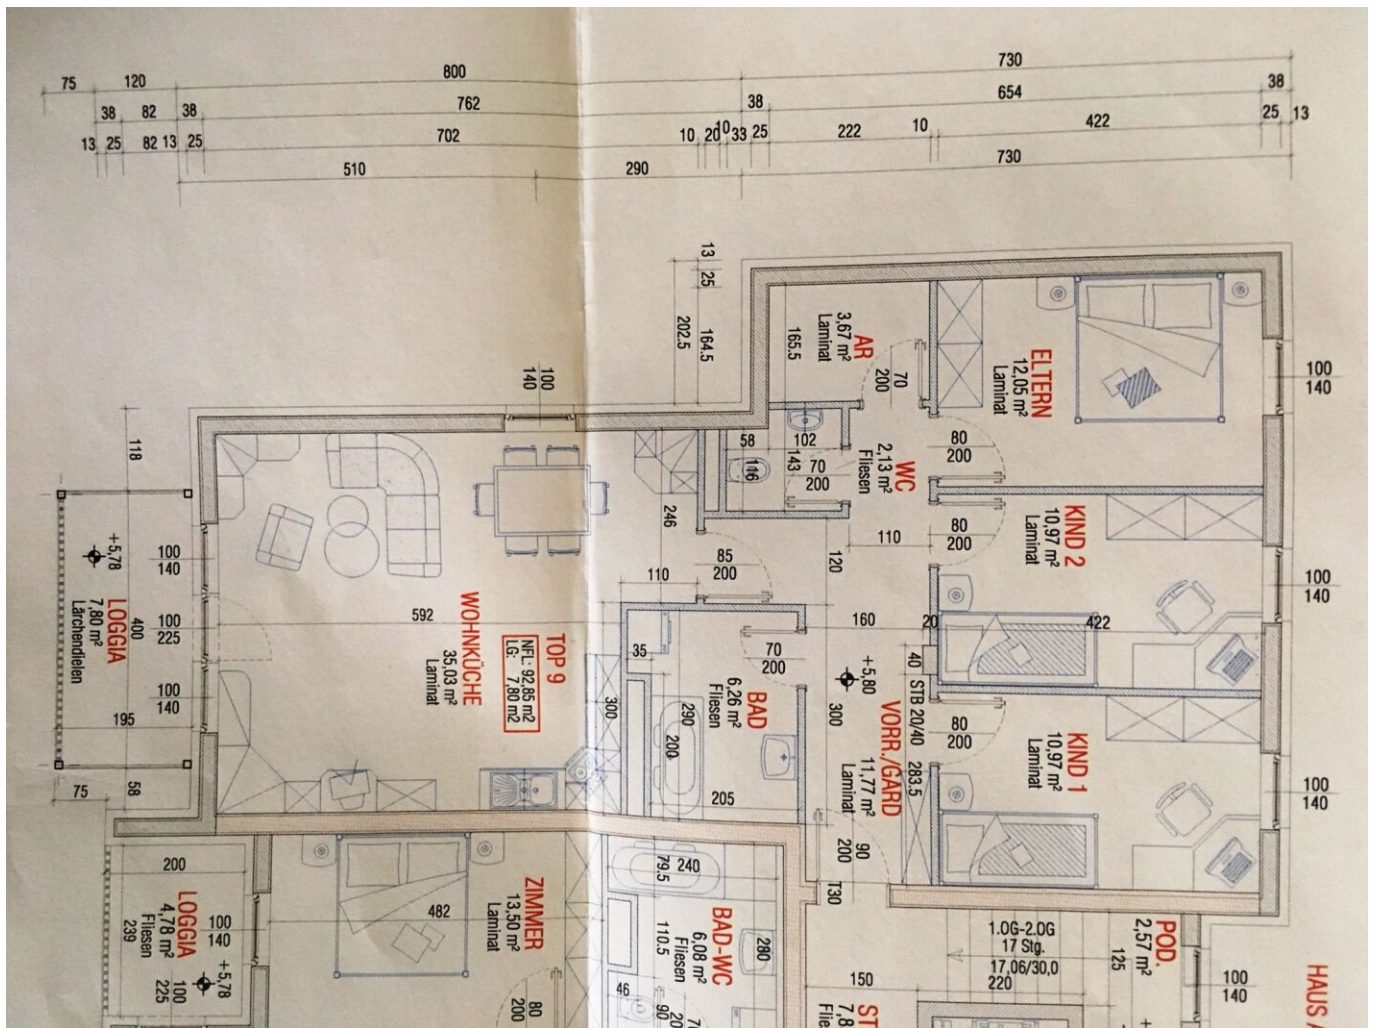 800
730
75
120
762
38
654
38
38
82
38
702
10
20
10
33
25
222
10
422
25
13
13
25
82
13
25
510
290
730
13
25
202.5
164.5
165.5
AR
3,67 m²
Laminat
70
200
ELTERN
12,05 m²
Laminat
100
140
100
140
118
58
102
143
116
70
200
WC
2,13 m²
Fliesen
80
200
246
110
85
200
120
110
80
200
KIND 2
10,97 m²
Laminat
100
140
+5,78
100
140
LOGGIA
7,80 m²
Lärchendielen
400
100
225
592
WOHNKÜCHE
35,03 m²
Laminat
TOP 9
NFL: 92,85 m2
LG: 7,80 m2
35
70
200
160
20
422
100
140
195
75
58
300
290
200
205
BAD
6,26 m²
Fliesen
+5,80
300
40
STB 20/40
283.5
VORR./GARD
11,77 m²
Laminat
80
200
KIND 1
10,97 m²
Laminat
100
140
90
200
T30
200
LOGGIA
4,78 m²
Fliesen
239
100
140
+5,78
100
225
482
ZIMMER
13,50 m²
Laminat
80
200
79.5
240
110.5
46
90
BAD-WC
6,08 m²
Fliesen
280
150
1.OG-2.OG
17 Stg.
17,06/30,0
220
125
POD.
2,57 m²
100
140
HAUS